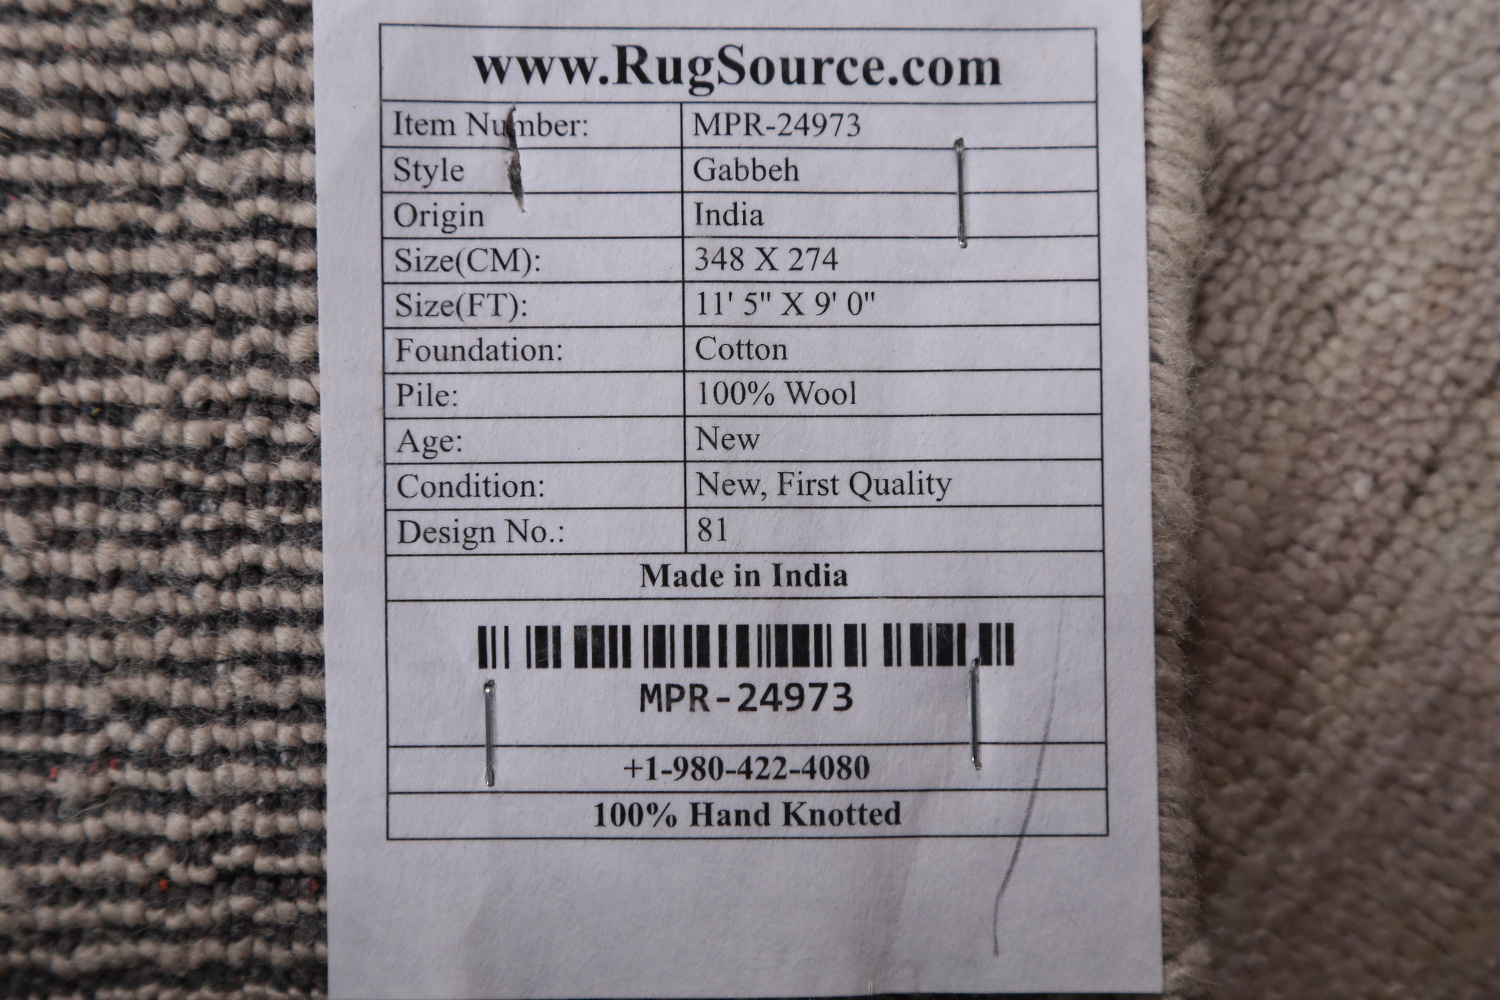 www.RugSource.com
Item Number: MPR-24973
Style Gabbeh
Origin India
Size(CM): 348 X 274
Size(FT): 11' 5" X 9' 0"
Foundation: Cotton
Pile: 100% Wool
Age: New
Condition: New, First Quality
Design No.: 81
Made in India
MPR-24973
+1-980-422-4080
100% Hand Knotted